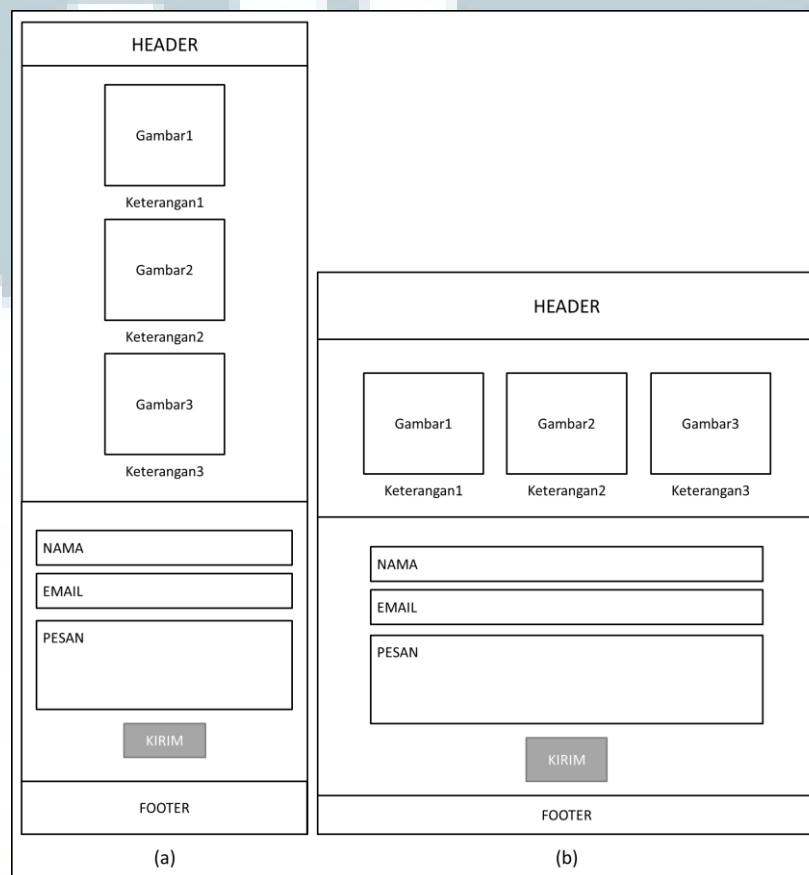 HEADER
Gambar1
Keterangan1
Gambar2
Keterangan2
Gambar3
Keterangan3
NAMA
EMAIL
PESAN
KIRIM
FOOTER
(a)
HEADER
Gambar1 Gambar2 Gambar3
Keterangan1 Keterangan2 Keterangan3
NAMA
EMAIL
PESAN
KIRIM
FOOTER
(b)